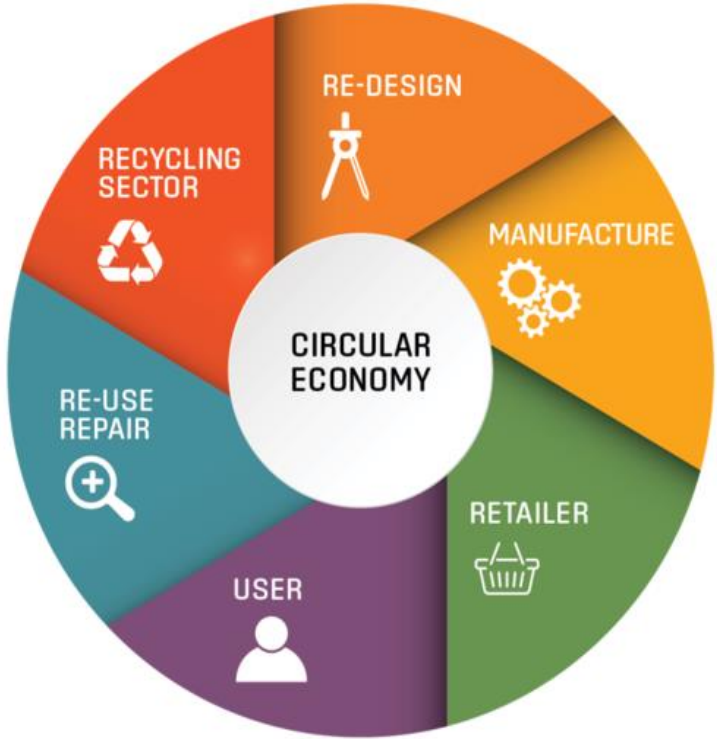 RE-DESIGN
RECYCLING
SECTOR
MANUFACTURE
CIRCULAR
ECONOMY
RE-USE
REPAIR
RETAILER
USER